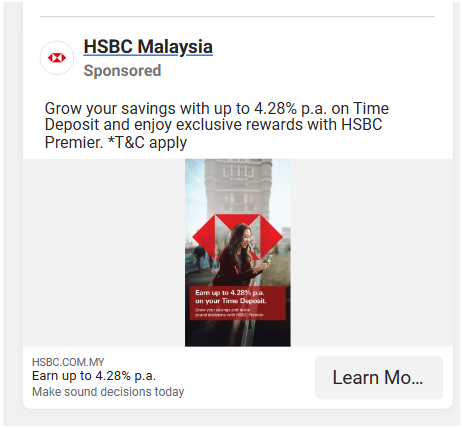 HSBC Malaysia
Sponsored
Grow your savings with up to 4.28% p.a. on Time
Deposit and enjoy exclusive rewards with HSBC
Premier. *T&C apply
Earn up to 4.28% p.a.
on your Time Deposit.
Grow your savings and make
sound decisions with HSBC Premier.
HSBC.COM.MY
Earn up to 4.28% p.a.
Make sound decisions today
Learn Mo...